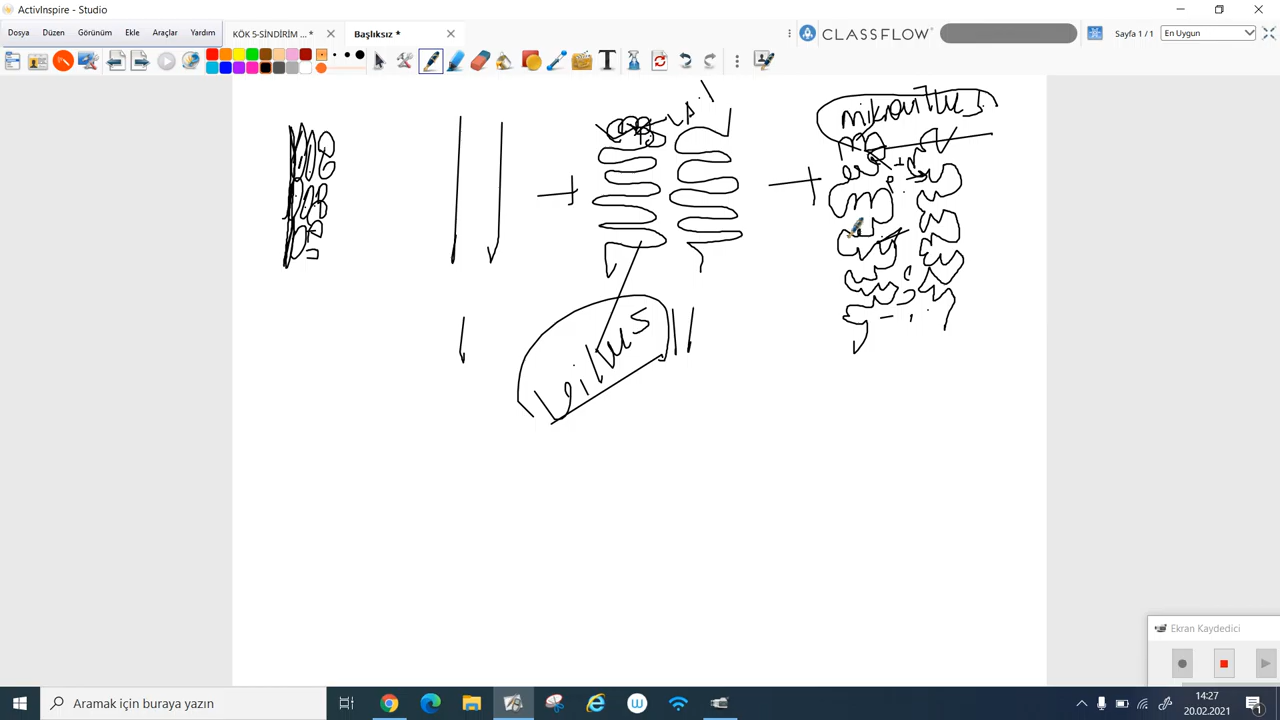 ActivInspire - Studio
Dosya Düzen Görünüm Ekle Araçlar Yardım
KÖK 5-SİNDİRİM ... *
Başlıksız *
CLASSFLOW
Sayfa 1 / 1
En Uygun
mikrovillus
villus
Ekran Kaydedici
Aramak için buraya yazın
14:27
20.02.2021